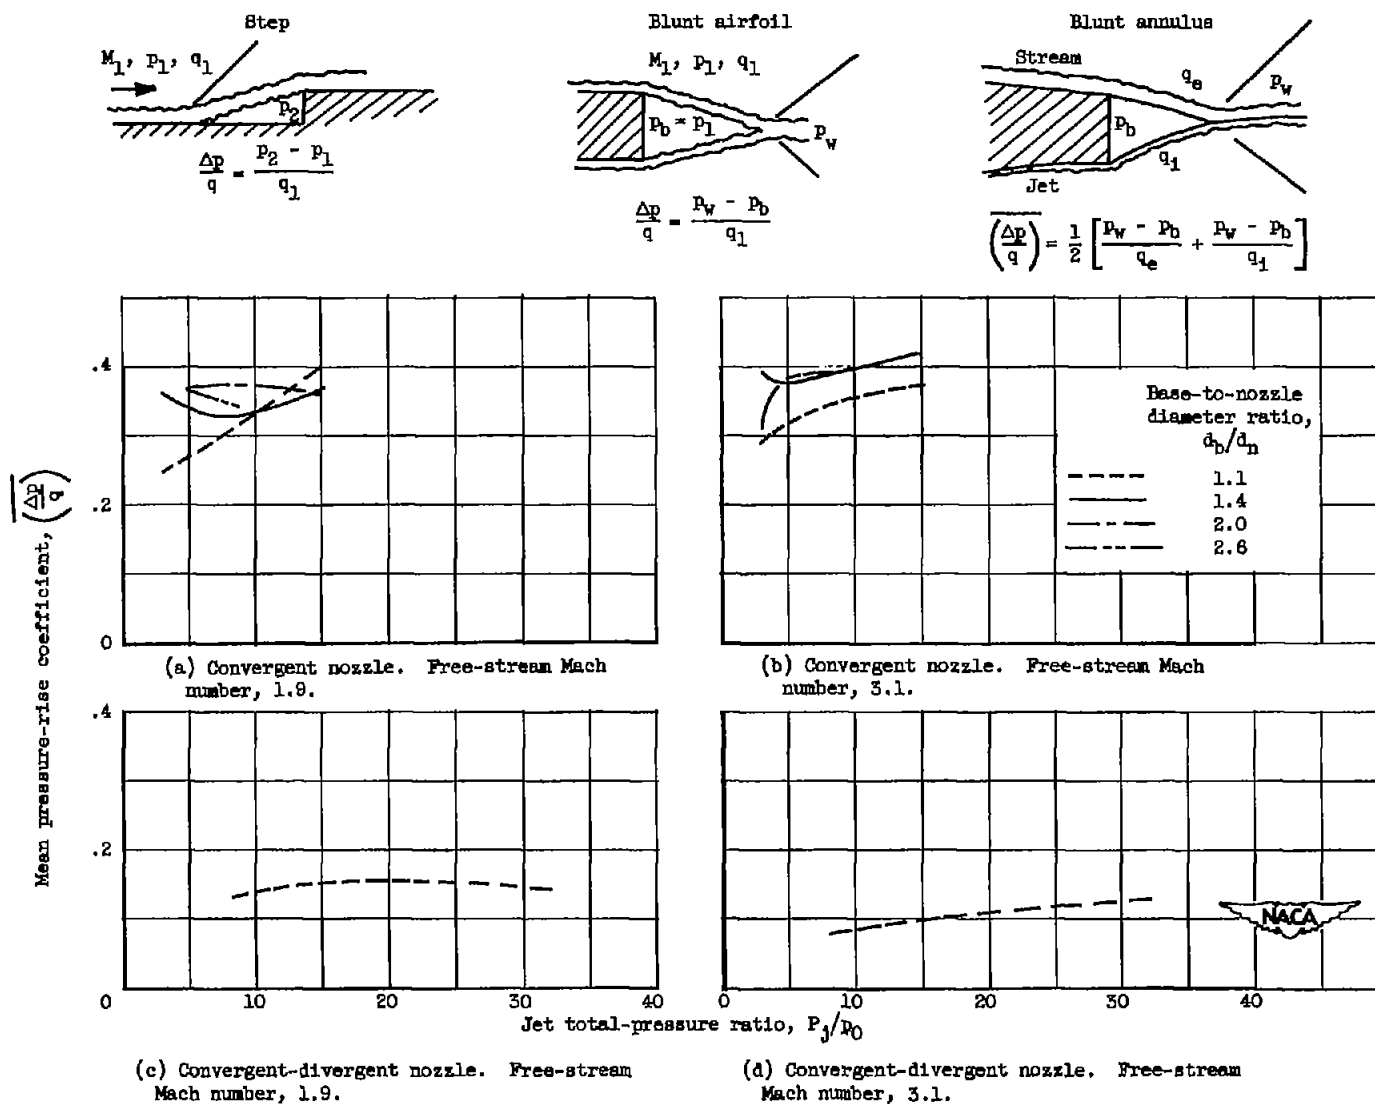 Step
M1, p1, q1
p2
Δp/q = (p2 - p1)/q1
Blunt airfoil
M1, p1, q1
pb = p1
pw
Δp/q = (pw - pb)/q1
Blunt annulus
Stream
qe
pw
pb
qi
Jet
(Δp/q) = 1/2 [(pw - pb)/qe + (pw - pb)/qi]
Mean pressure-rise coefficient, (Δp/q)
.4
.2
0
(a) Convergent nozzle. Free-stream Mach
number, 1.9.
Base-to-nozzle
diameter ratio,
db/dn
1.1
1.4
2.0
2.6
(b) Convergent nozzle. Free-stream Mach
number, 3.1.
.4
.2
0
10
20
30
40
(c) Convergent-divergent nozzle. Free-stream
Mach number, 1.9.
NACA
0
10
20
30
40
Jet total-pressure ratio, Pj/p0
(d) Convergent-divergent nozzle. Free-stream
Mach number, 3.1.